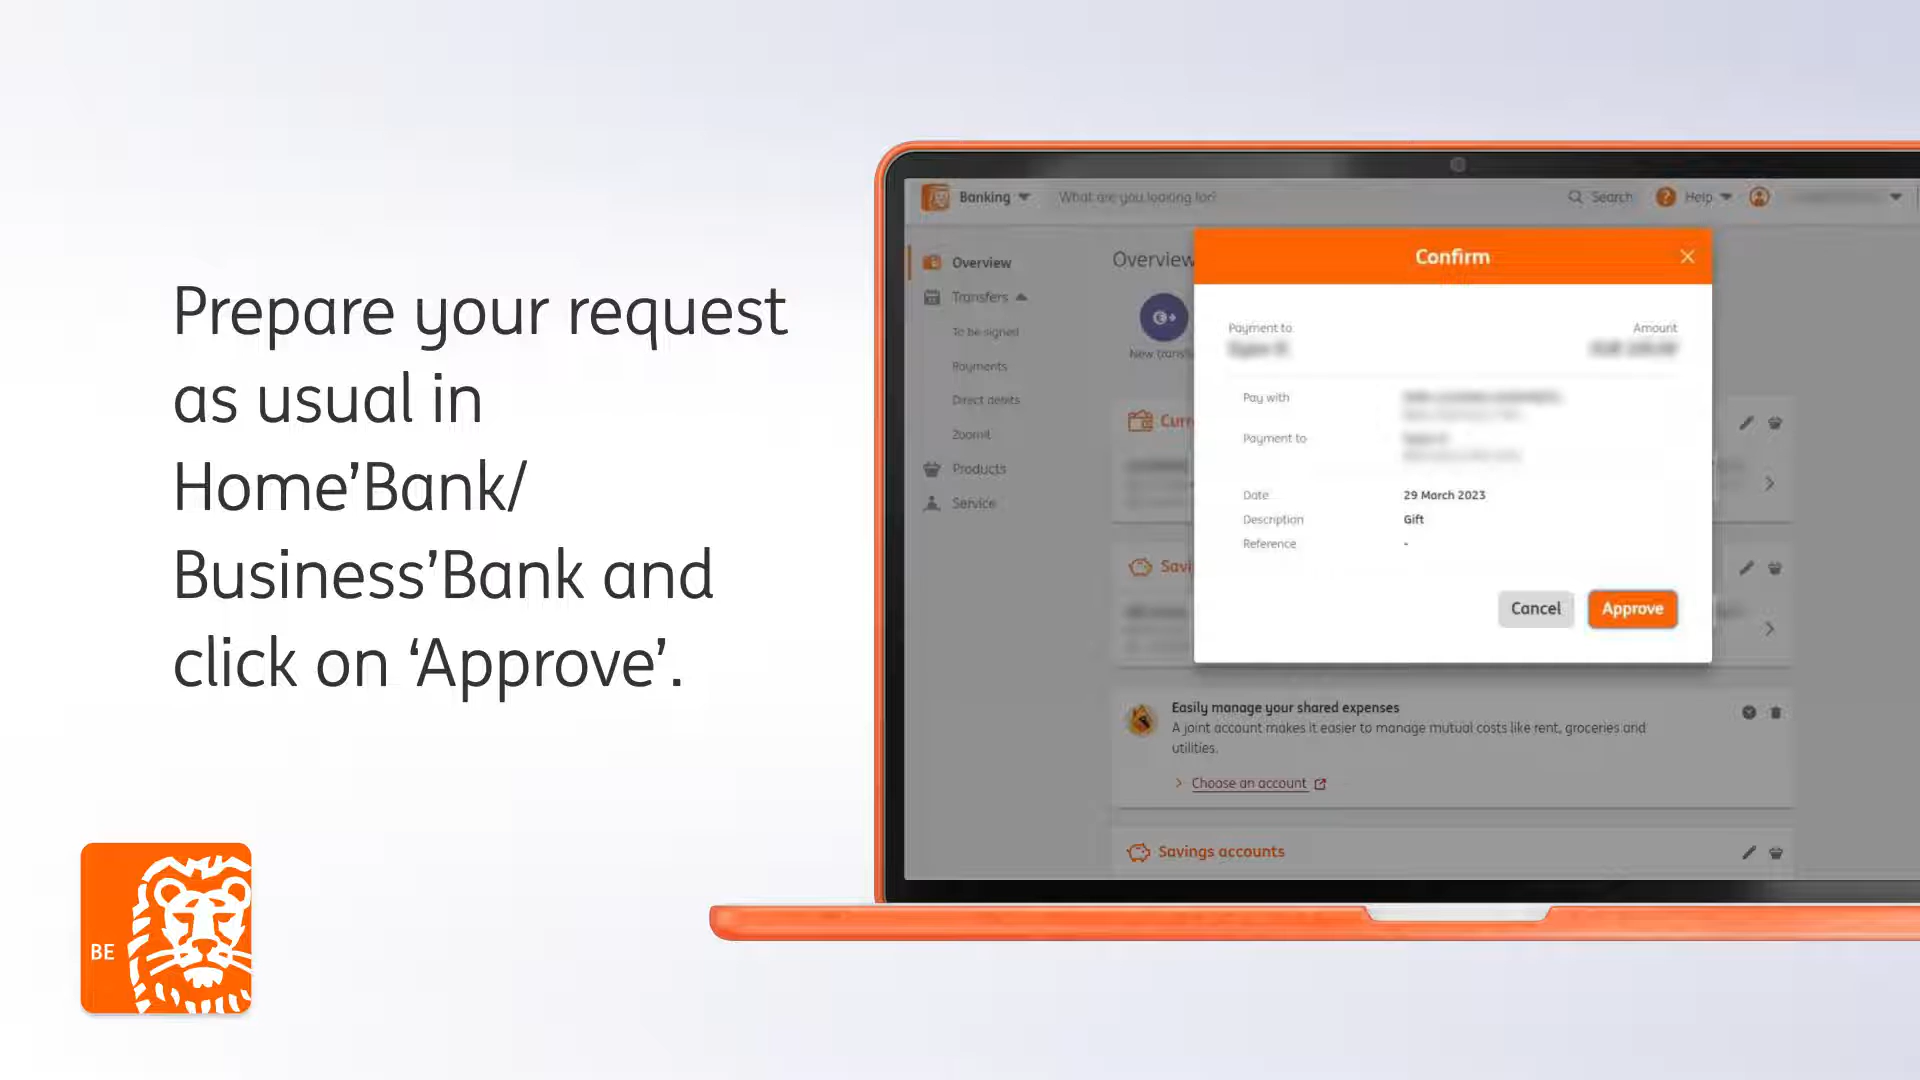 Prepare your request
as usual in
Home’Bank/
Business’Bank and
click on ‘Approve’.
BE
Banking
What are you looking for?
Search
Help
Overview
Transfers
To be signed
Payments
Direct debits
Zoomit
Products
Service
Overview
New
Confirm
Payment to
Amount
Pay with
Payment to
Date
29 March 2023
Description
Gift
Reference
-
Cancel
Approve
Easily manage your shared expenses
A joint account makes it easier to manage mutual costs like rent, groceries and
utilities.
Choose an account
Savings accounts